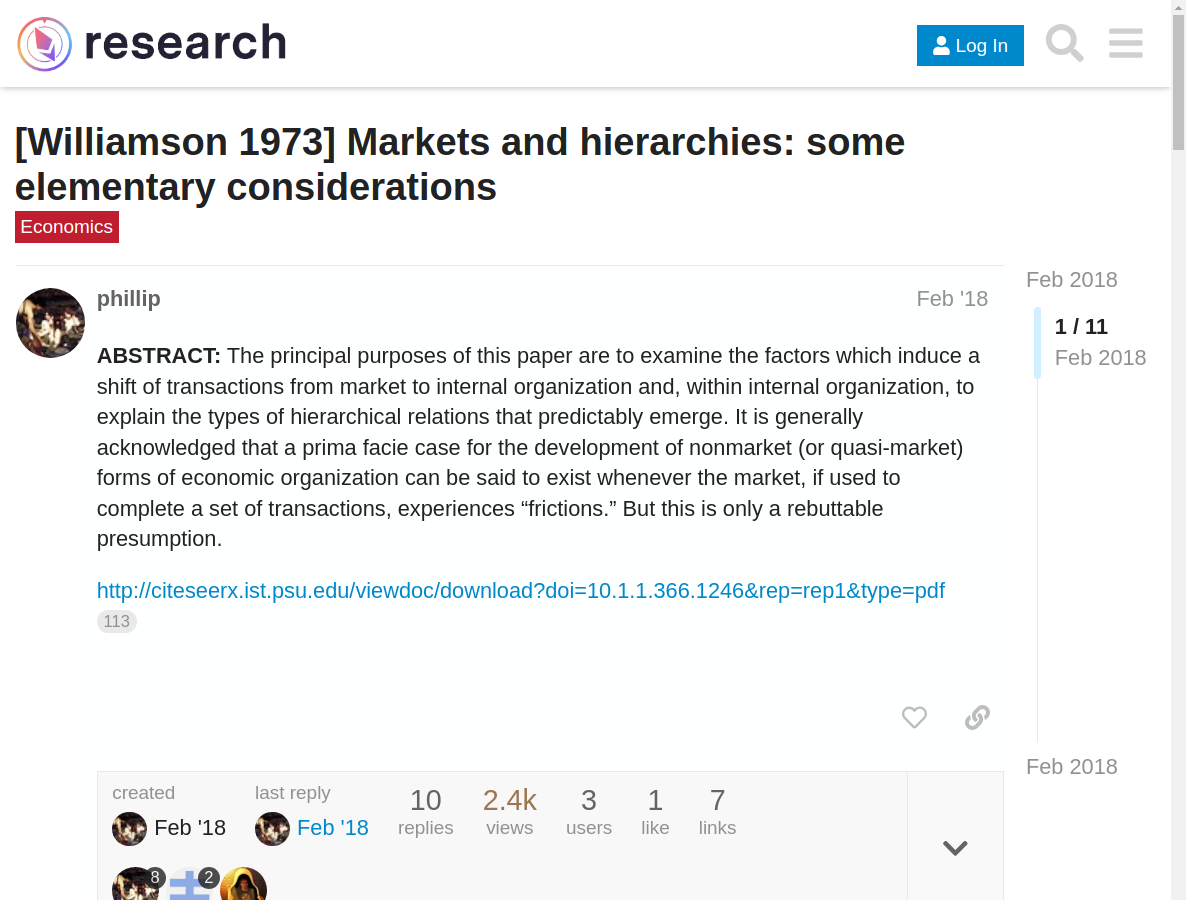 research
Log In
[Williamson 1973] Markets and hierarchies: some
elementary considerations
Economics
phillip
Feb '18
Feb 2018
1 / 11
Feb 2018
ABSTRACT: The principal purposes of this paper are to examine the factors which induce a
shift of transactions from market to internal organization and, within internal organization, to
explain the types of hierarchical relations that predictably emerge. It is generally
acknowledged that a prima facie case for the development of nonmarket (or quasi-market)
forms of economic organization can be said to exist whenever the market, if used to
complete a set of transactions, experiences “frictions.” But this is only a rebuttable
presumption.
http://citeseerx.ist.psu.edu/viewdoc/download?doi=10.1.1.366.1246&rep=rep1&type=pdf
113
Feb 2018
created
Feb '18
last reply
Feb '18
10
replies
2.4k
views
3
users
1
like
7
links
8
2